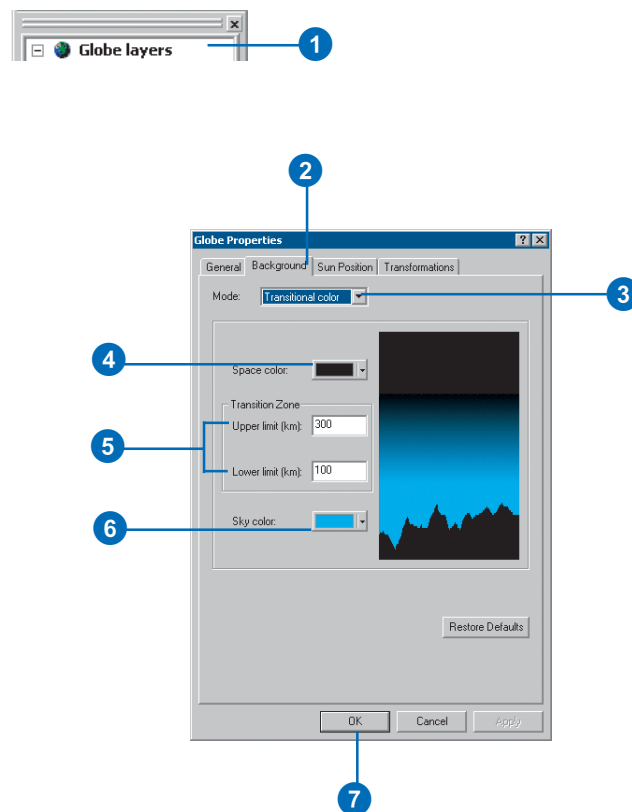 Globe layers
1
2
Globe Properties
General Background Sun Position Transformations
Mode: Transitional color
3
4
Space color:
Transition Zone
Upper limit (km): 300
5
Lower limit (km): 100
6
Sky color:
Restore Defaults
OK Cancel Apply
7